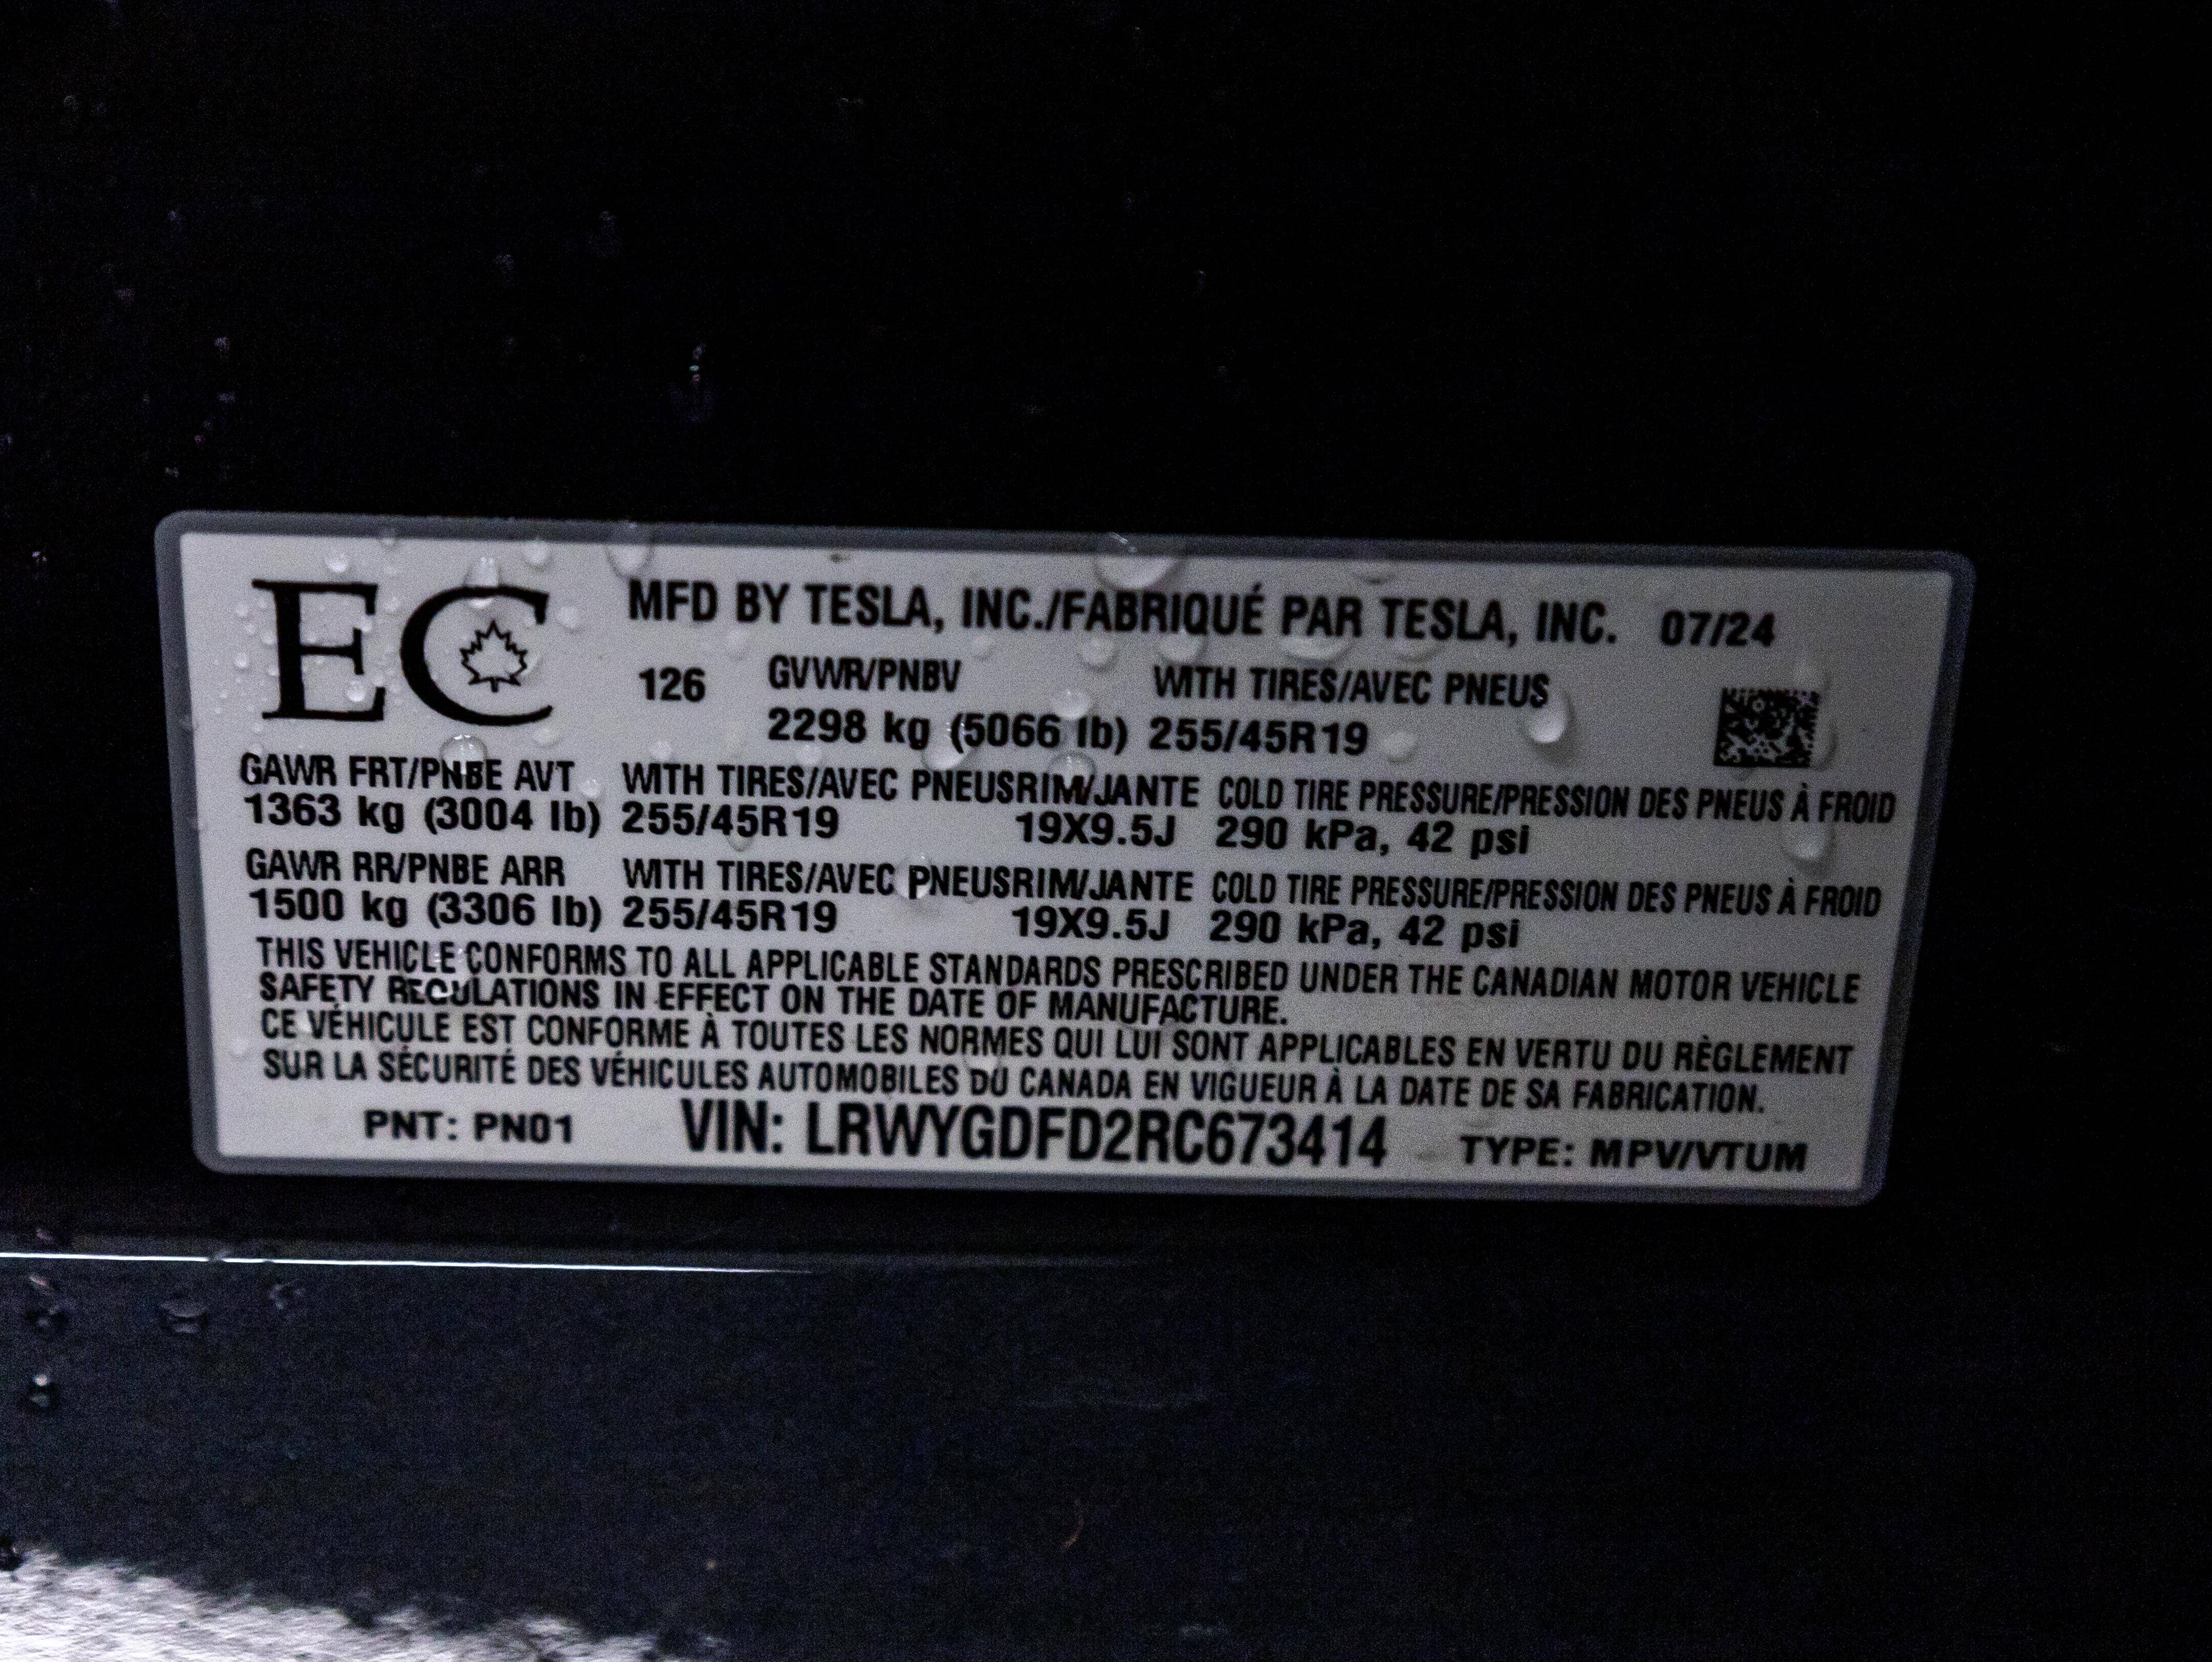 EC MFD BY TESLA, INC./FABRIQUÉ PAR TESLA, INC. 07/24
126 GVWR/PNBV WITH TIRES/AVEC PNEUS
2298 kg (5066 lb) 255/45R19
GAWR FRT/PNBE AVT WITH TIRES/AVEC PNEUSRIM/JANTE COLD TIRE PRESSURE/PRESSION DES PNEUS À FROID
1363 kg (3004 lb) 255/45R19 19X9.5J 290 kPa, 42 psi
GAWR RR/PNBE ARR WITH TIRES/AVEC PNEUSRIM/JANTE COLD TIRE PRESSURE/PRESSION DES PNEUS À FROID
1500 kg (3306 lb) 255/45R19 19X9.5J 290 kPa, 42 psi
THIS VEHICLE CONFORMS TO ALL APPLICABLE STANDARDS PRESCRIBED UNDER THE CANADIAN MOTOR VEHICLE
SAFETY REGULATIONS IN EFFECT ON THE DATE OF MANUFACTURE.
CE VÉHICULE EST CONFORME À TOUTES LES NORMES QUI LUI SONT APPLICABLES EN VERTU DU RÈGLEMENT
SUR LA SÉCURITÉ DES VÉHICULES AUTOMOBILES DU CANADA EN VIGUEUR À LA DATE DE SA FABRICATION.
PNT: PN01 VIN: LRWYGDFD2RC673414 TYPE: MPV/VTUM